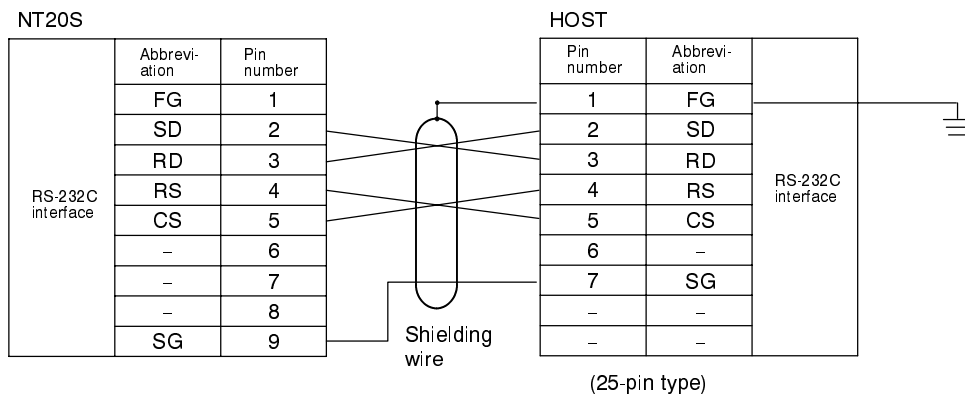 NT20S
HOST
Abbrevi-
ation
Pin
number
Pin
number
Abbrevi-
ation
FG 1 1 FG
SD 2 2 SD
RD 3 3 RD
RS 4 4 RS
CS 5 5 CS
– 6 6 –
– 7 7 SG
– 8 – –
SG 9 – –
RS-232C
interface
RS-232C
interface
Shielding
wire
(25-pin type)